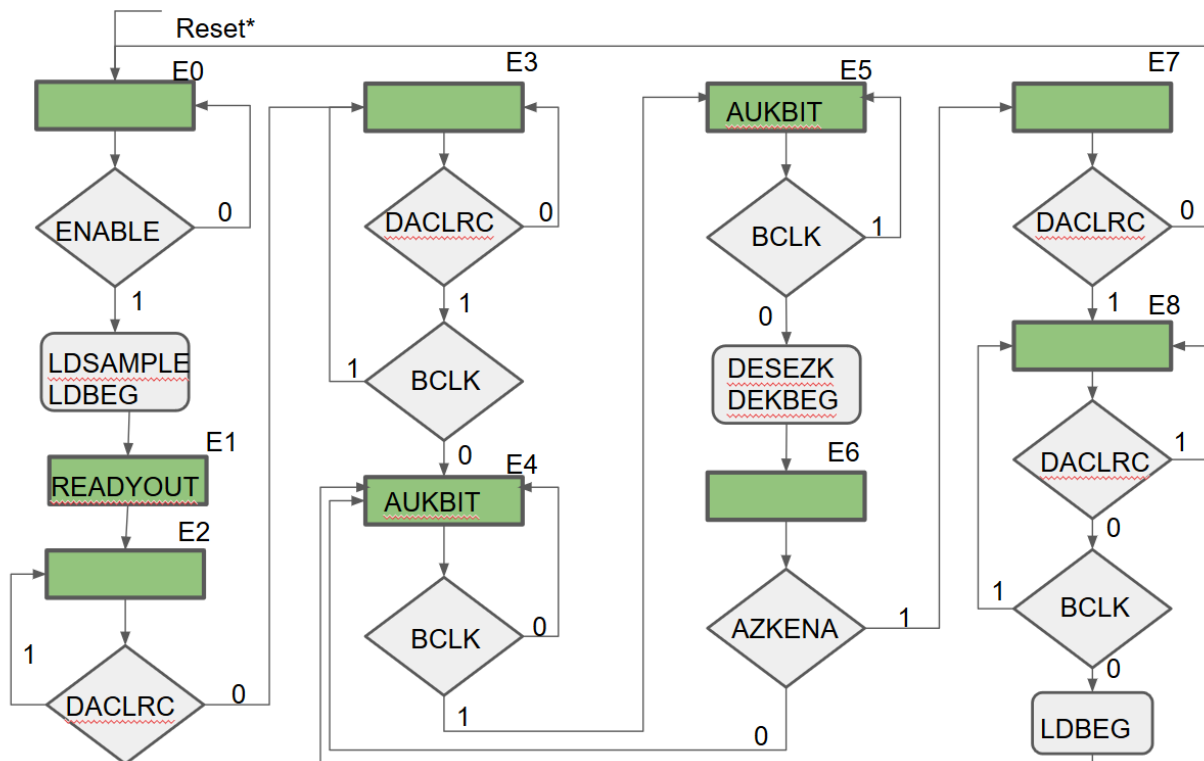 Reset*
E0
ENABLE
0
1
LDSAMPLE
LDBEG
E1
READYOUT
E2
1
DACLRC
0
E3
DACLRC
0
1
1
BCLK
0
E4
AUKBIT
BCLK
0
1
E5
AUKBIT
BCLK
1
0
DESEZK
DEKBEG
E6
AZKENA
1
0
E7
DACLRC
0
1
E8
DACLRC
1
0
1
BCLK
0
LDBEG